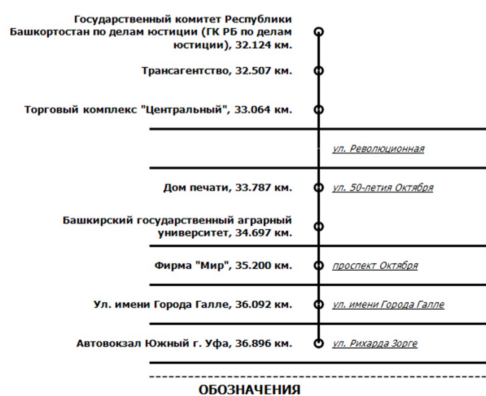 Государственный комитет Республики
Башкортостан по делам юстиции (ГК РБ по делам
юстиции), 32.124 км.
Трансагентство, 32.507 км.
Торговый комплекс "Центральный", 33.064 км.
ул. Революционная
Дом печати, 33.787 км.
ул. 50-летия Октября
Башкирский государственный аграрный
университет, 34.697 км.
Фирма "Мир", 35.200 км.
проспект Октября
Ул. имени Города Галле, 36.092 км.
ул. имени Города Галле
Автовокзал Южный г. Уфа, 36.896 км.
ул. Рихарда Зорге
ОБОЗНАЧЕНИЯ